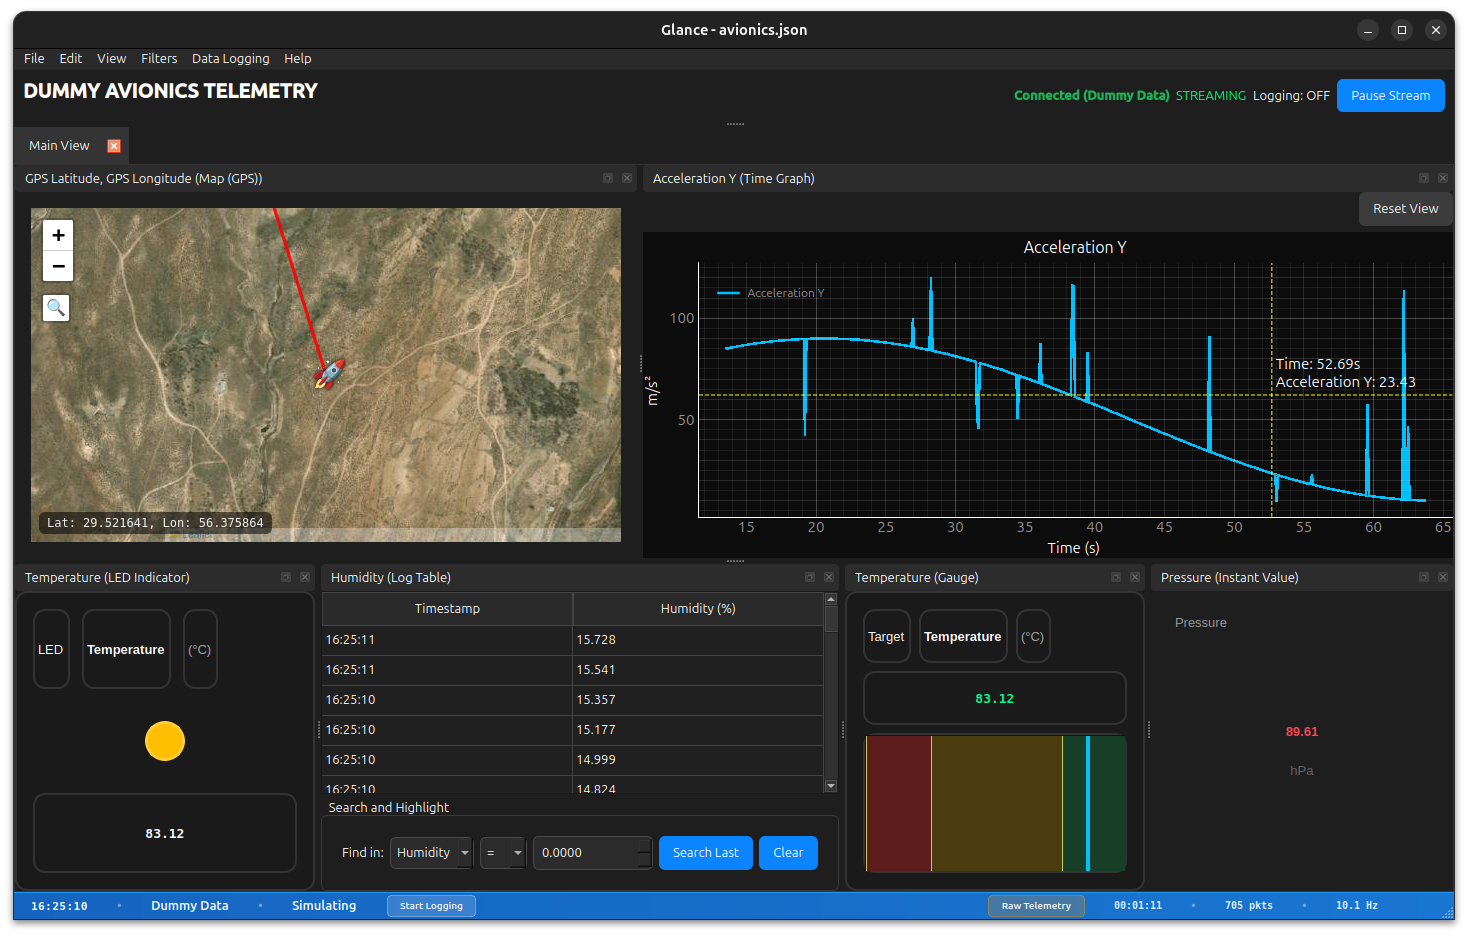 Glance - avionics.json
File Edit View Filters Data Logging Help
DUMMY AVIONICS TELEMETRY
Connected (Dummy Data) STREAMING Logging: OFF Pause Stream
Main View
GPS Latitude, GPS Longitude (Map (GPS))
+
−
Lat: 29.521641, Lon: 56.375864
Acceleration Y (Time Graph)
Reset View
Acceleration Y
Acceleration Y
100
50
m/s²
Time: 52.69s
Acceleration Y: 23.43
15 20 25 30 35 40 45 50 55 60 65
Time (s)
Temperature (LED Indicator)
LED Temperature (°C)
83.12
Humidity (Log Table)
Timestamp Humidity (%)
16:25:11 15.728
16:25:11 15.541
16:25:10 15.357
16:25:10 15.177
16:25:10 14.999
16:25:10 14.824
Search and Highlight
Find in: Humidity = 0.0000 Search Last Clear
Temperature (Gauge)
Target Temperature (°C)
83.12
Pressure (Instant Value)
Pressure
89.61
hPa
16:25:10 • Dummy Data • Simulating Start Logging Raw Telemetry 00:01:11 • 705 pkts • 10.1 Hz